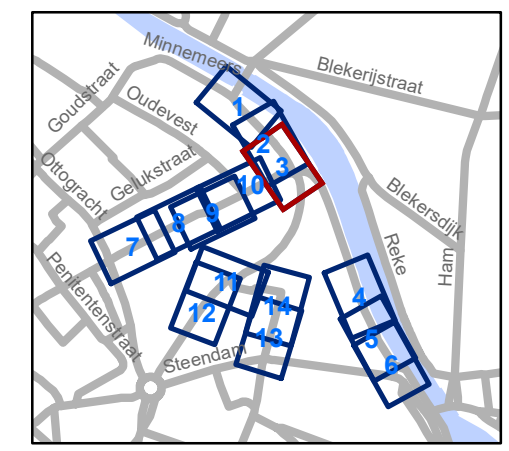 Minnemeers
Blekerijstraat
Goudstraat
Oudevest
1
2
3
Gelukstraat
Ottogracht
10
Blekersdijk
9
8
7
Reke
Ham
Penitentenstraat
11
4
14
12
13
5
Steendam
6